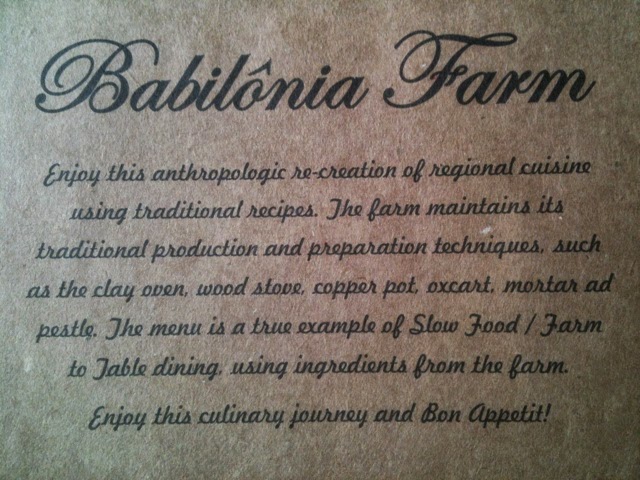 Babilônia Farm
Enjoy this anthropologic re-creation of regional cuisine
using traditional recipes. The farm maintains its
traditional production and preparation techniques, such
as the clay oven, wood stove, copper pot, oxcart, mortar ad
pestle. The menu is a true example of Slow Food / Farm
to Table dining, using ingredients from the farm.
Enjoy this culinary journey and Bon Appetit!